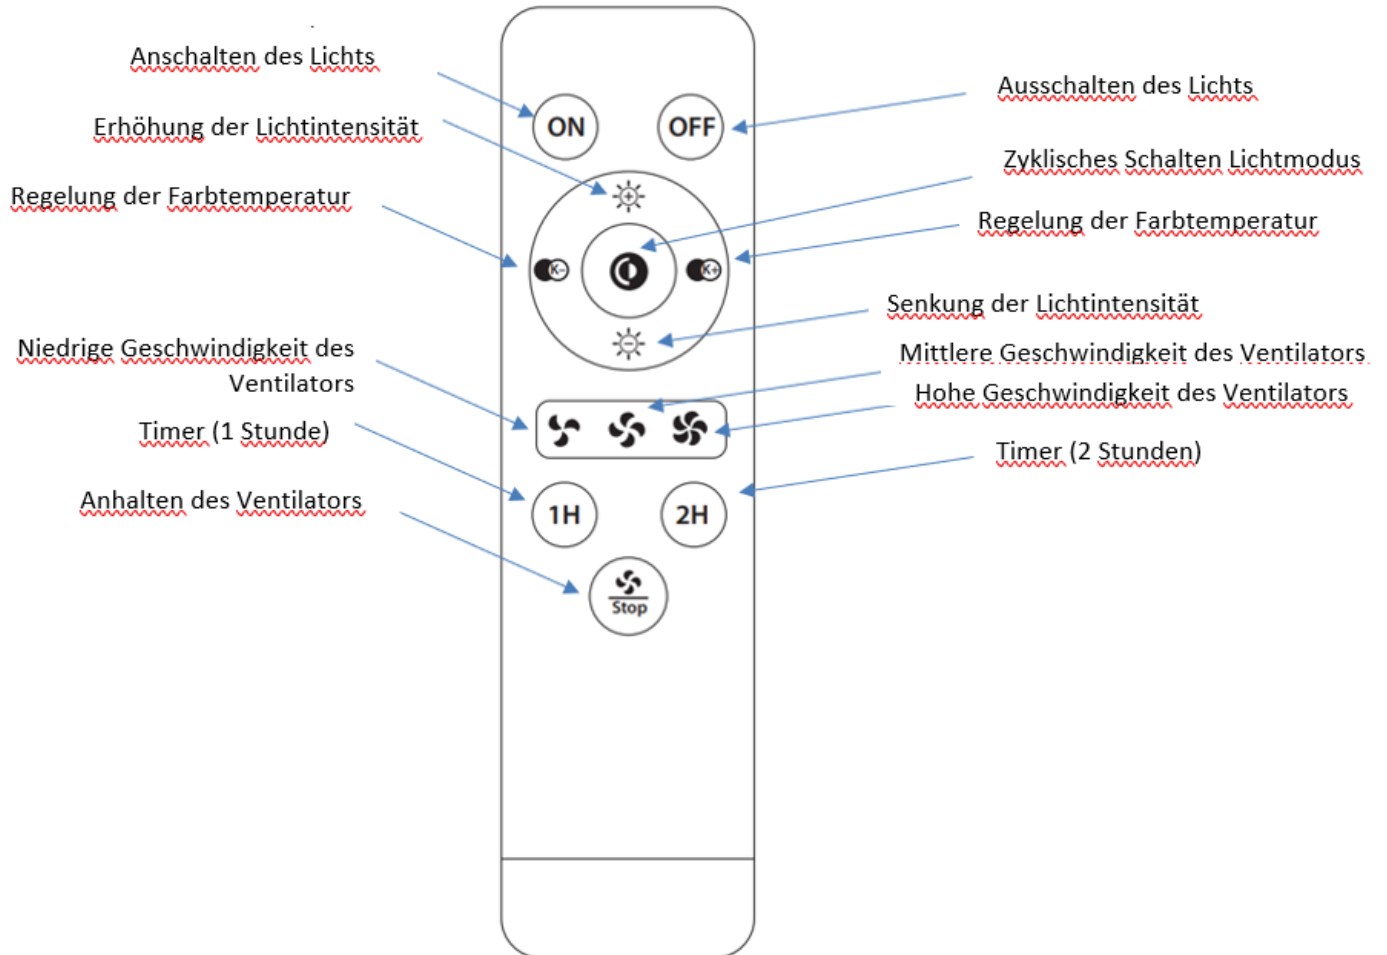 Anschalten des Lichts
Ausschalten des Lichts
ON
OFF
Erhöhung der Lichtintensität
Zyklisches Schalten Lichtmodus
Regelung der Farbtemperatur
Regelung der Farbtemperatur
K-
K+
Senkung der Lichtintensität
Niedrige Geschwindigkeit des
Ventilators
Mittlere Geschwindigkeit des Ventilators
Hohe Geschwindigkeit des Ventilators
Timer (1 Stunde)
Timer (2 Stunden)
Anhalten des Ventilators
1H
2H
Stop